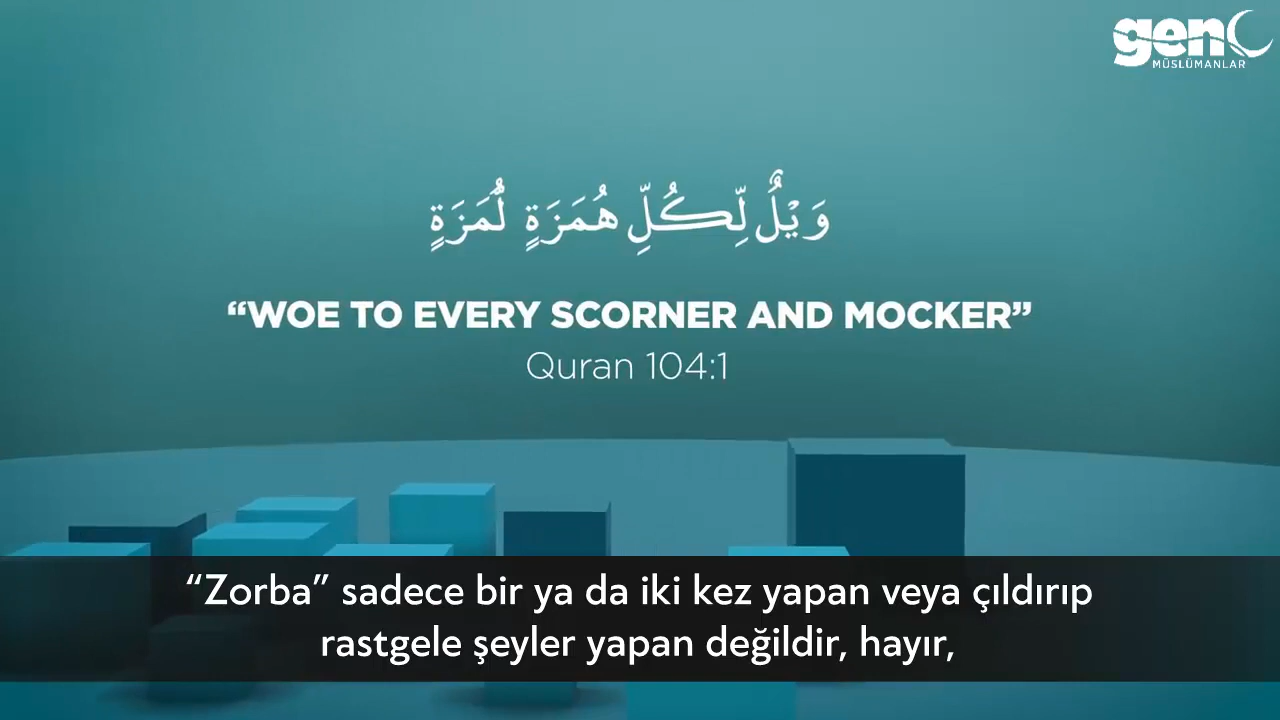 genç
MÜSLÜMANLAR
وَيْلٌ لِّكُلِّ هُمَزَةٍ لُّمَزَةٍ
“WOE TO EVERY SCORNER AND MOCKER”
Quran 104:1
“Zorba” sadece bir ya da iki kez yapan veya çıldırıp
rastgele şeyler yapan değildir, hayır,